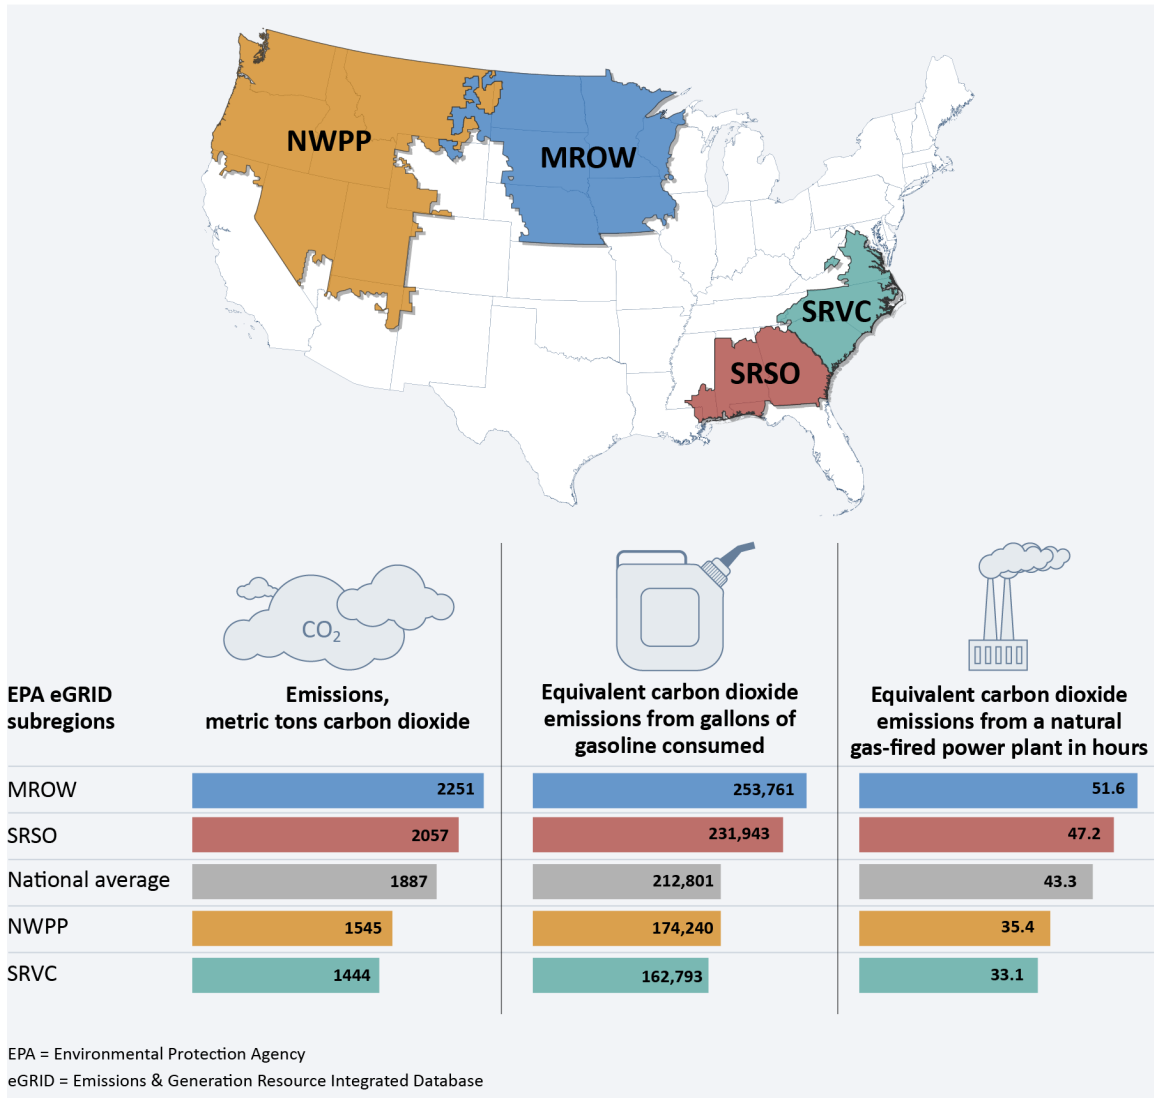 NWPP
MROW
SRVC
SRSO
CO₂
EPA eGRID
subregions
Emissions,
metric tons carbon dioxide
Equivalent carbon dioxide
emissions from gallons of
gasoline consumed
Equivalent carbon dioxide
emissions from a natural
gas-fired power plant in hours
MROW 2251 253,761 51.6
SRSO 2057 231,943 47.2
National average 1887 212,801 43.3
NWPP 1545 174,240 35.4
SRVC 1444 162,793 33.1
EPA = Environmental Protection Agency
eGRID = Emissions & Generation Resource Integrated Database